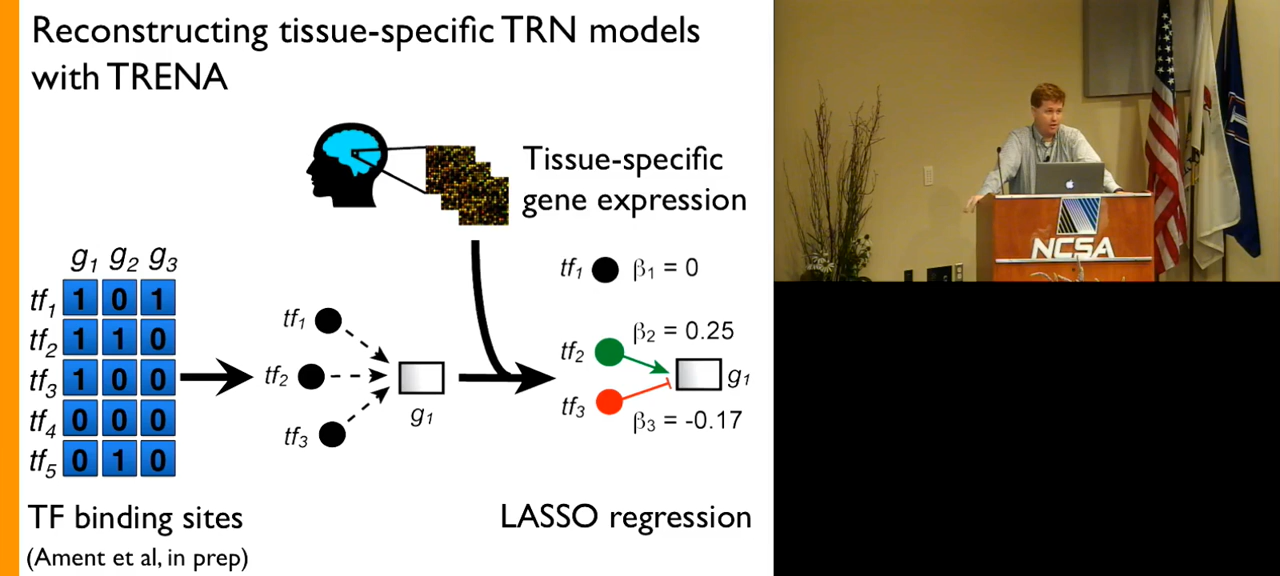 Reconstructing tissue-specific TRN models
with TRENA
Tissue-specific
gene expression
g1 g2 g3
tf1 1 0 1
tf2 1 1 0
tf3 1 0 0
tf4 0 0 0
tf5 0 1 0
tf1
tf2
tf3
g1
tf1 β1 = 0
β2 = 0.25
tf2
g1
tf3
β3 = -0.17
TF binding sites
(Ament et al, in prep)
LASSO regression
NCSA